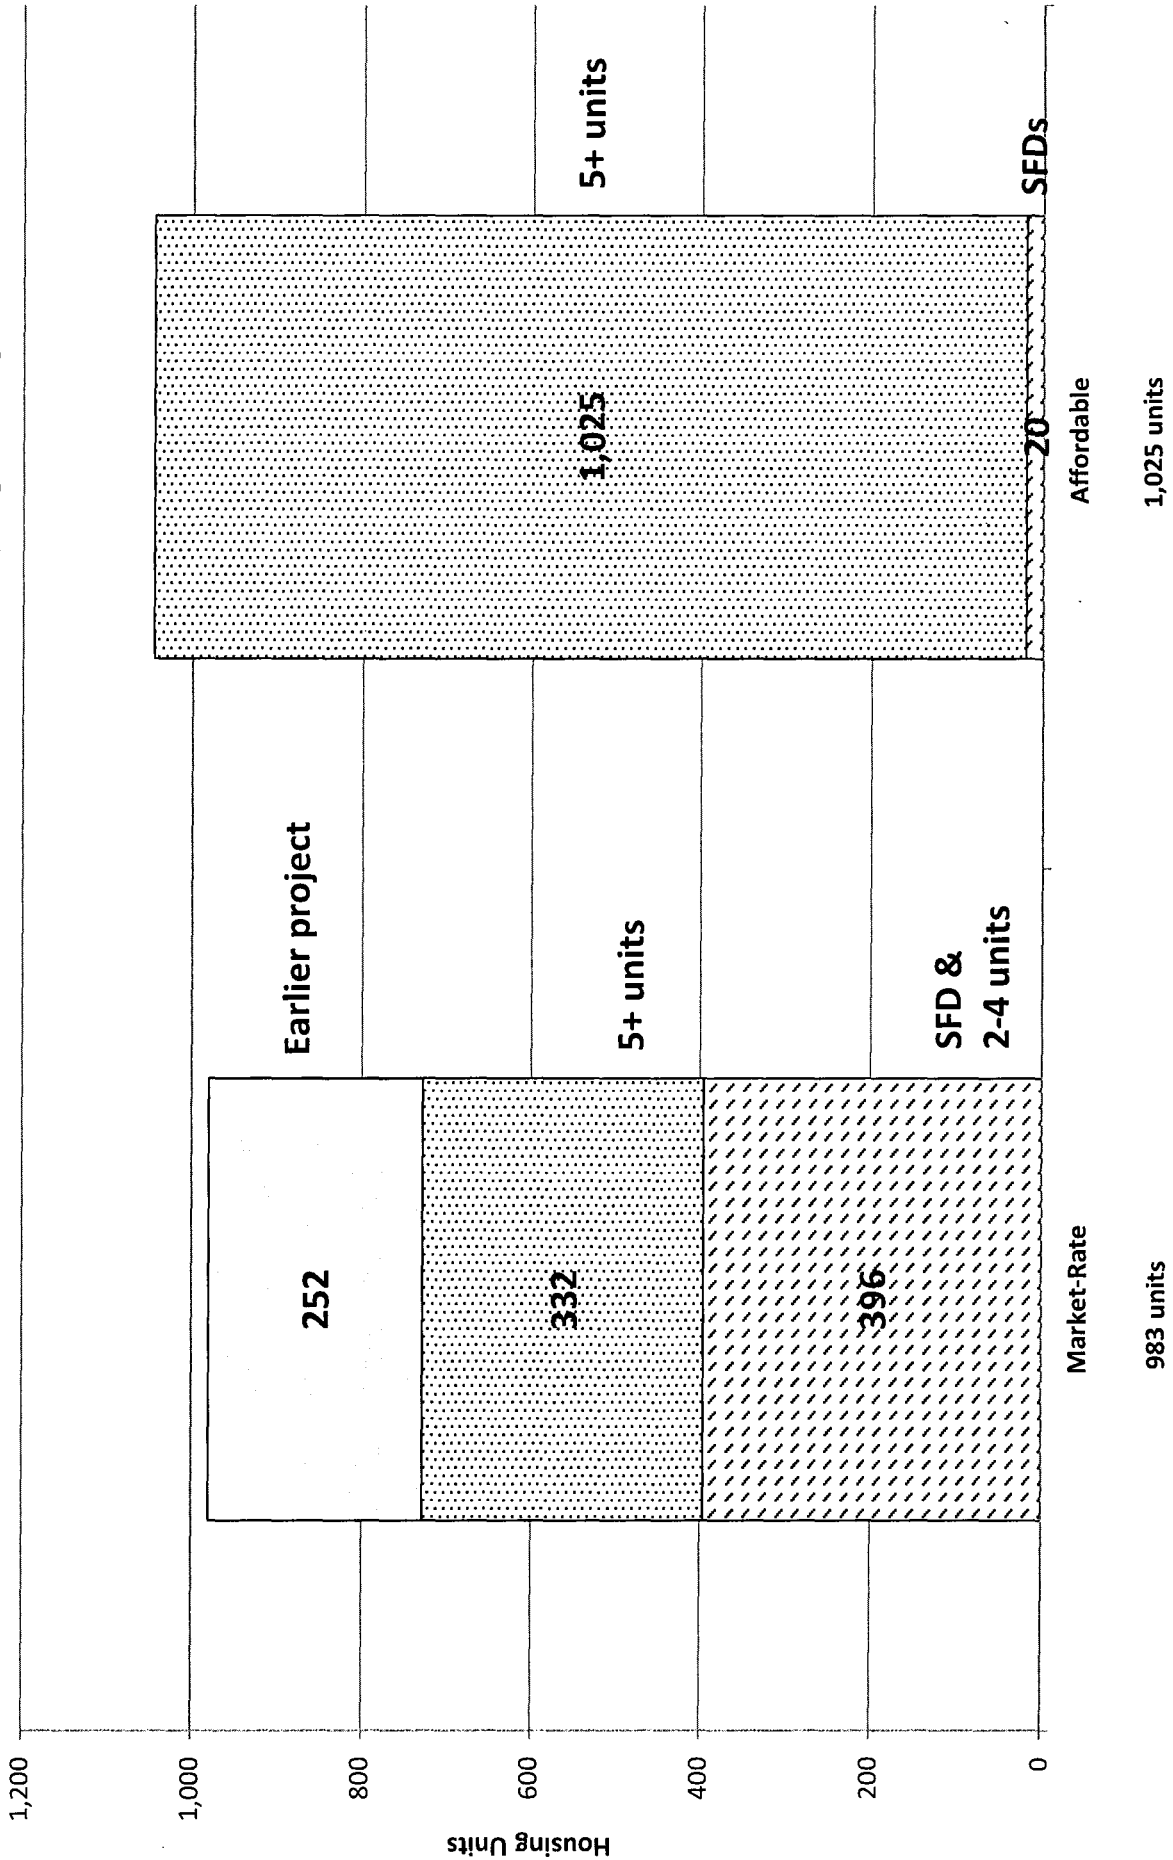 1,200
1,000
800
600
400
200
0
Housing Units
252
332
396
Earlier project
5+ units
SFD &
2-4 units
1,025
20
5+ units
SFDs
Market-Rate
Affordable
983 units
1,025 units